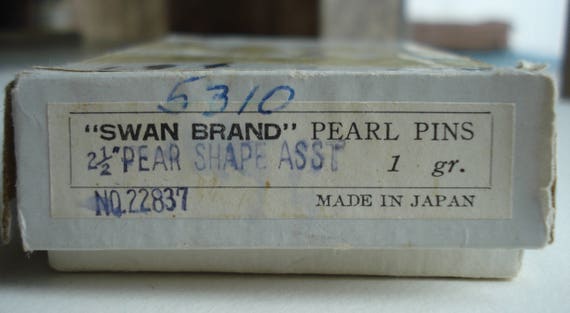 5310
"SWAN BRAND" PEARL PINS
2½" PEAR SHAPE ASST 1 gr.
NO.22837 MADE IN JAPAN